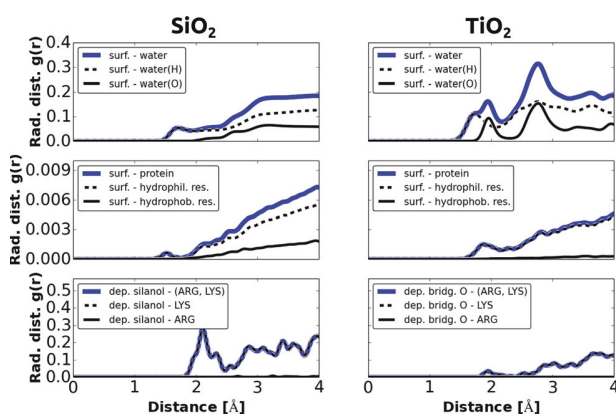 SiO2
TiO2
Rad. dist. g(r)
0.4
0.3
0.2
0.1
0.0
surf. - water
surf. - water(H)
surf. - water(O)
surf. - water
surf. - water(H)
surf. - water(O)
Rad. dist. g(r)
0.009
0.006
0.003
0.000
surf. - protein
surf. - hydrophil. res.
surf. - hydrophob. res.
surf. - protein
surf. - hydrophil. res.
surf. - hydrophob. res.
Rad. dist. g(r)
0.5
0.4
0.3
0.2
0.1
0.0
dep. silanol - (ARG, LYS)
dep. silanol - LYS
dep. silanol - ARG
dep. bridg. O - (ARG, LYS)
dep. bridg. O - LYS
dep. bridg. O - ARG
0 1 2 3 4
0 1 2 3 4
Distance [Å]
Distance [Å]